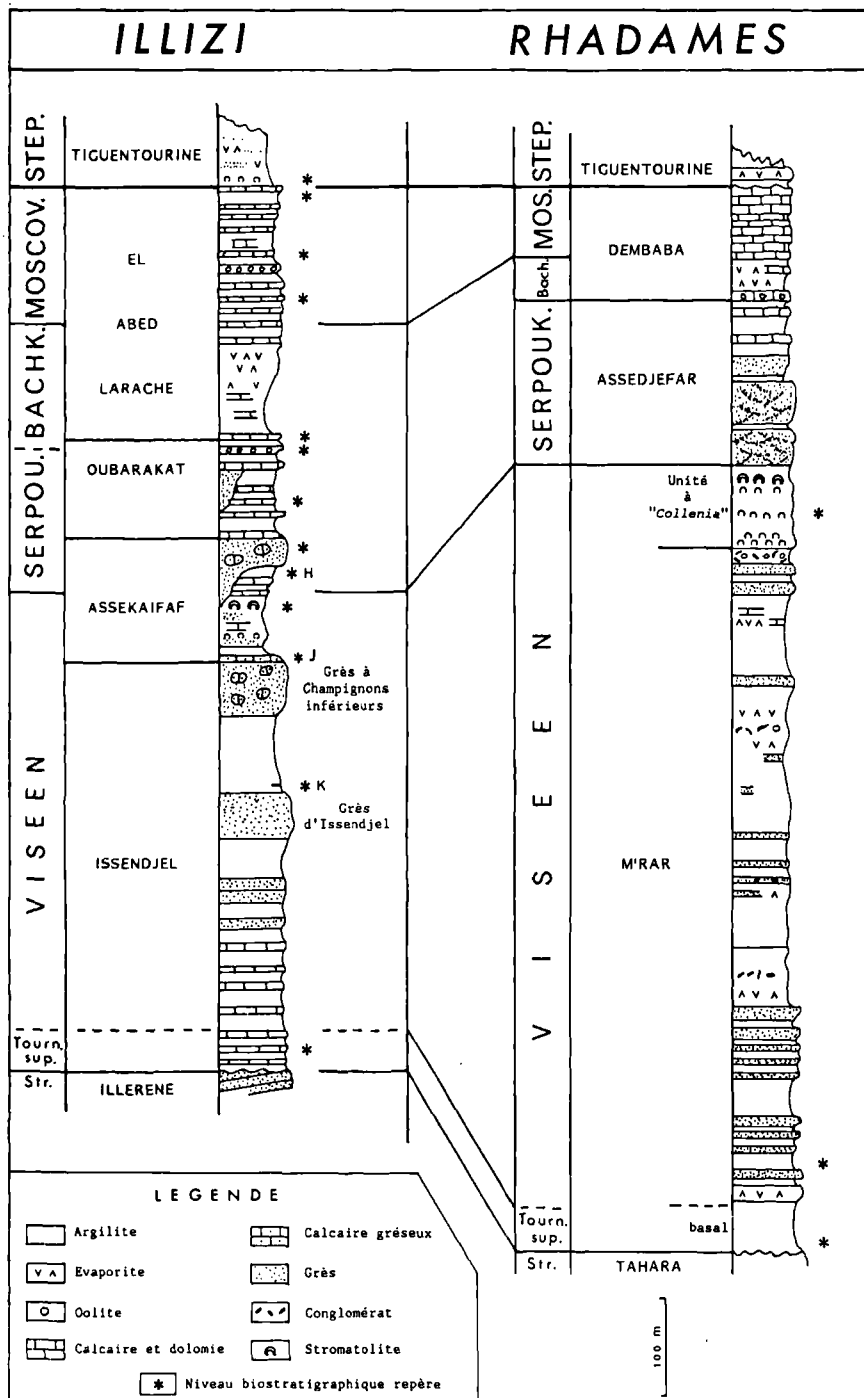 ILLIZI
RHADAMES
STEP.
MOSCOV.
BACHK.
SERPOU.
VISEEN
Tourn.
sup.
Str.
TIGUENTOURINE
EL
ABED
LARACHE
OUBARAKAT
ASSEKAIFAF
ISSENDJEL
ILLERENE
*
*
*
*
*
*
*
*
* H
*
* J
Grès à
Champignons
inférieurs
* K
Grès
d'Issendjel
*
STEP.
MOS.
Bach.
SERPOUK.
VISEEN
Tourn.
sup.
Str.
TIGUENTOURINE
DEMBABA
ASSEDJEFAR
Unité
à
"Collenia"
*
M'RAR
*
basal
*
TAHARA
LEGENDE
Argilite
Calcaire gréseux
Evaporite
Grès
Oolite
Conglomérat
Calcaire et dolomie
Stromatolite
* Niveau biostratigraphique repère
100 m